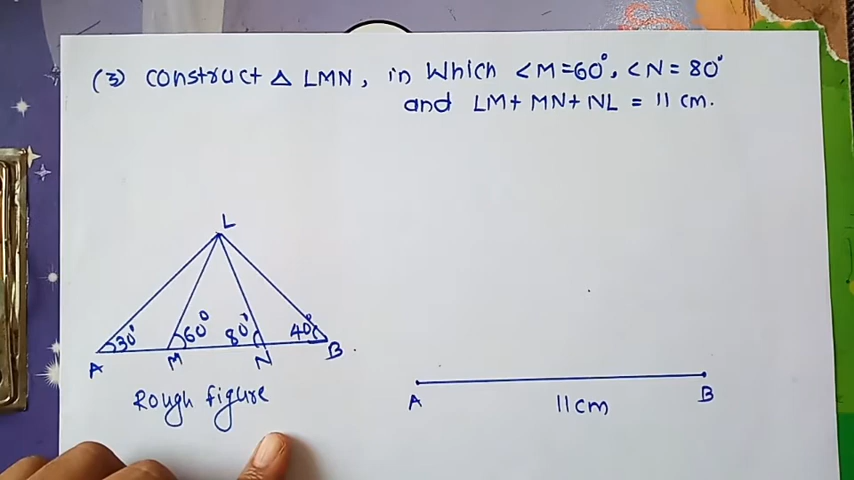 (3) construct △ LMN, in which <M=60°, <N = 80°
and LM+ MN+ NL = 11 cm.
L
30° 60° 80° 40°
A M N B
Rough figure
A B
11cm